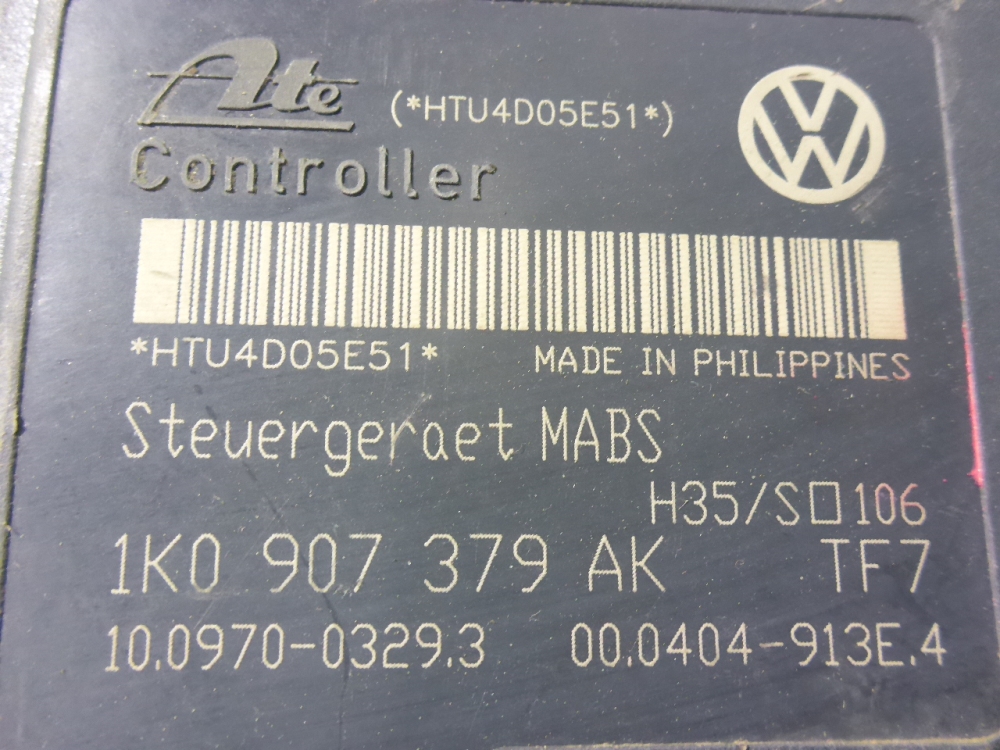 Ate (*HTU4D05E51*) VW
Controller
*HTU4D05E51* MADE IN PHILIPPINES
Steuergeraet MABS
H35/S□106
1K0 907 379 AK TF7
10.0970-0329.3 00.0404-913E.4